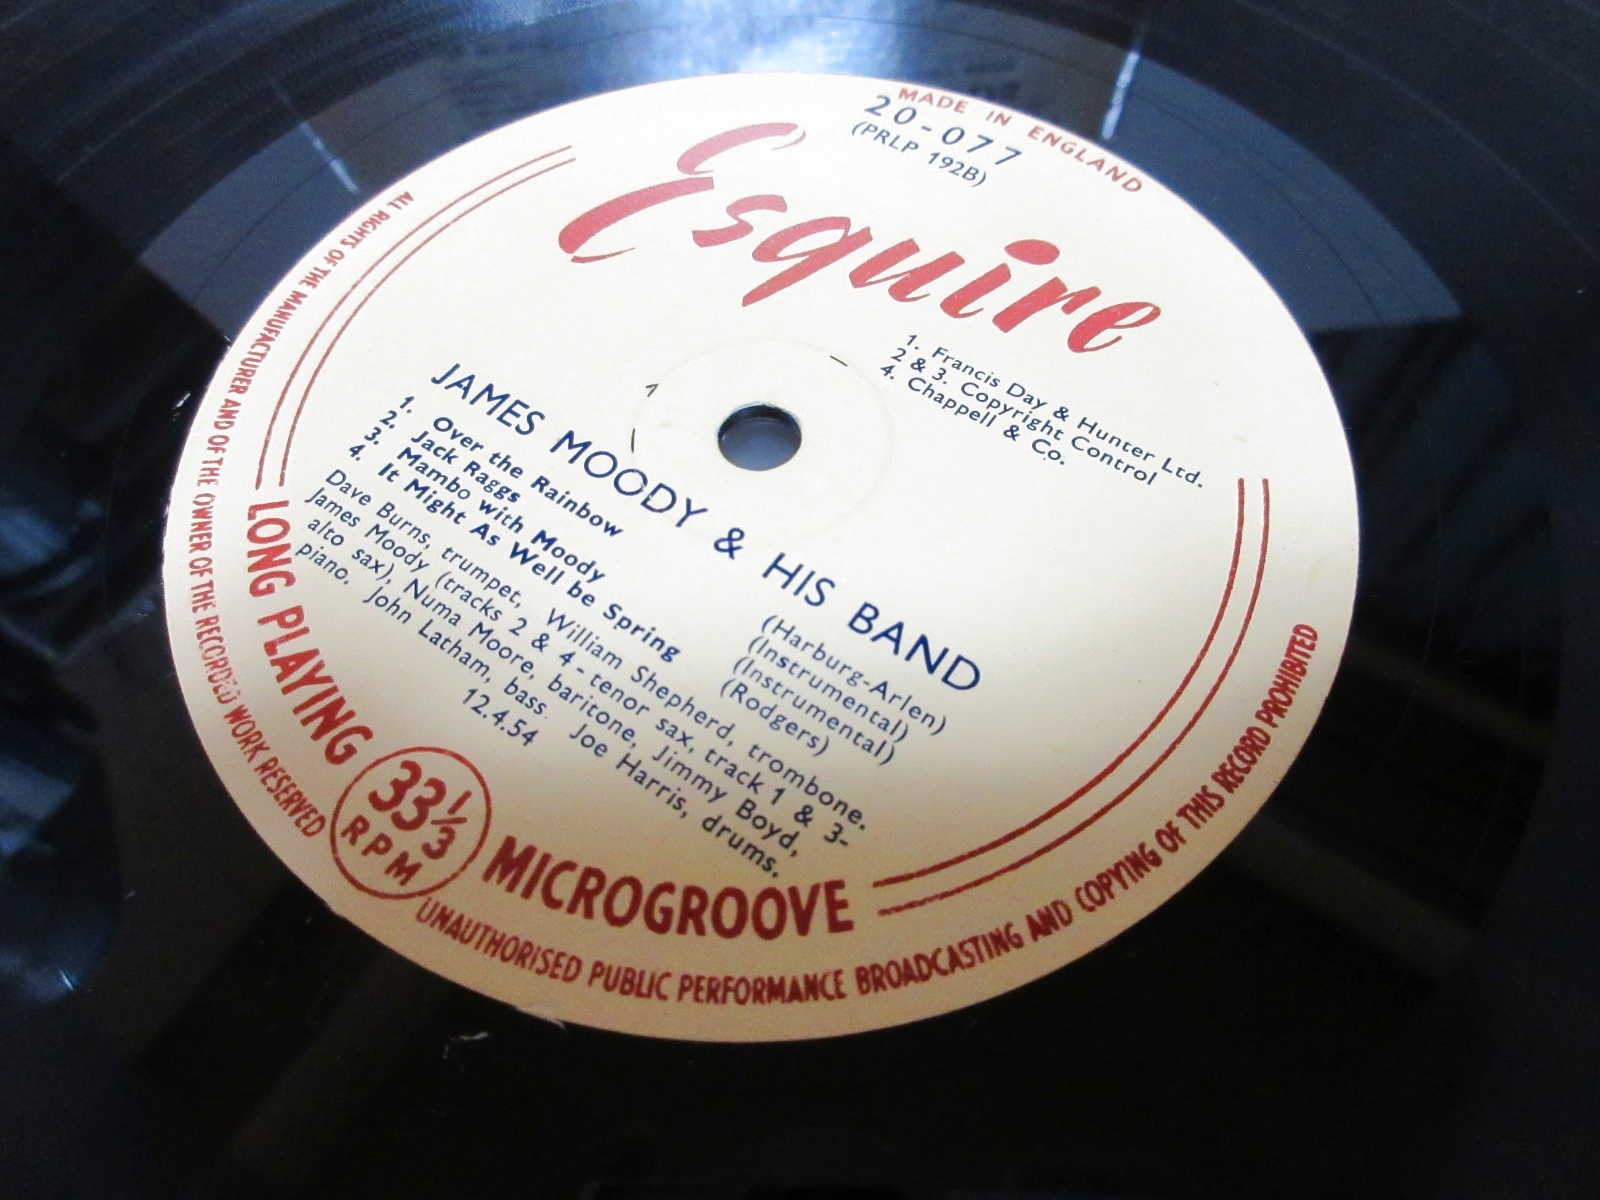 MADE IN ENGLAND
20-077
(PRLP 192B)
Esquire
1. Francis Day & Hunter Ltd.
2 & 3. Copyright Control
4. Chappell & Co.
JAMES MOODY & HIS BAND
1. Over the Rainbow (Harburg-Arlen)
2. Jack Raggs (Instrumental)
3. Mambo with Moody (Instrumental)
4. It Might As Well be Spring (Rodgers)
Dave Burns, trumpet, William Shepherd, trombone.
James Moody (tracks 2 & 4-tenor sax, track 1 & 3-
alto sax), Numa Moore, baritone, Jimmy Boyd,
piano. John Latham, bass. Joe Harris, drums.
12.4.54
LONG PLAYING
33⅓
RPM
MICROGROOVE
ALL RIGHTS OF THE MANUFACTURER AND OF THE OWNER OF THE RECORDED WORK RESERVED
UNAUTHORISED PUBLIC PERFORMANCE BROADCASTING AND COPYING OF THIS RECORD PROHIBITED